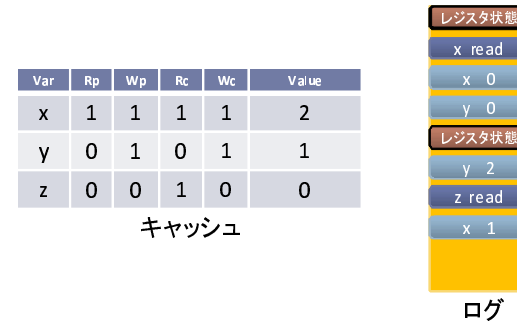 Var Rp Wp Rc Wc Value
x 1 1 1 1 2
y 0 1 0 1 1
z 0 0 1 0 0
キャッシュ
レジスタ状態
x read
x 0
y 0
レジスタ状態
y 2
z read
x 1
ログ